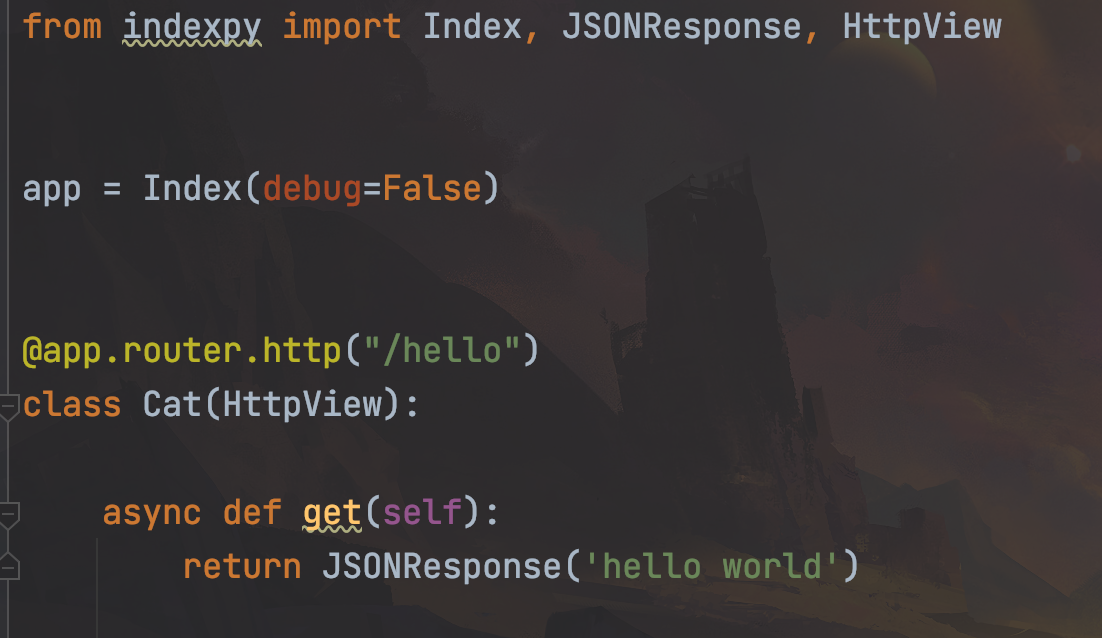 from indexpy import Index, JSONResponse, HttpView
app = Index(debug=False)
@app.router.http("/hello")
class Cat(HttpView):
    async def get(self):
        return JSONResponse('hello world')